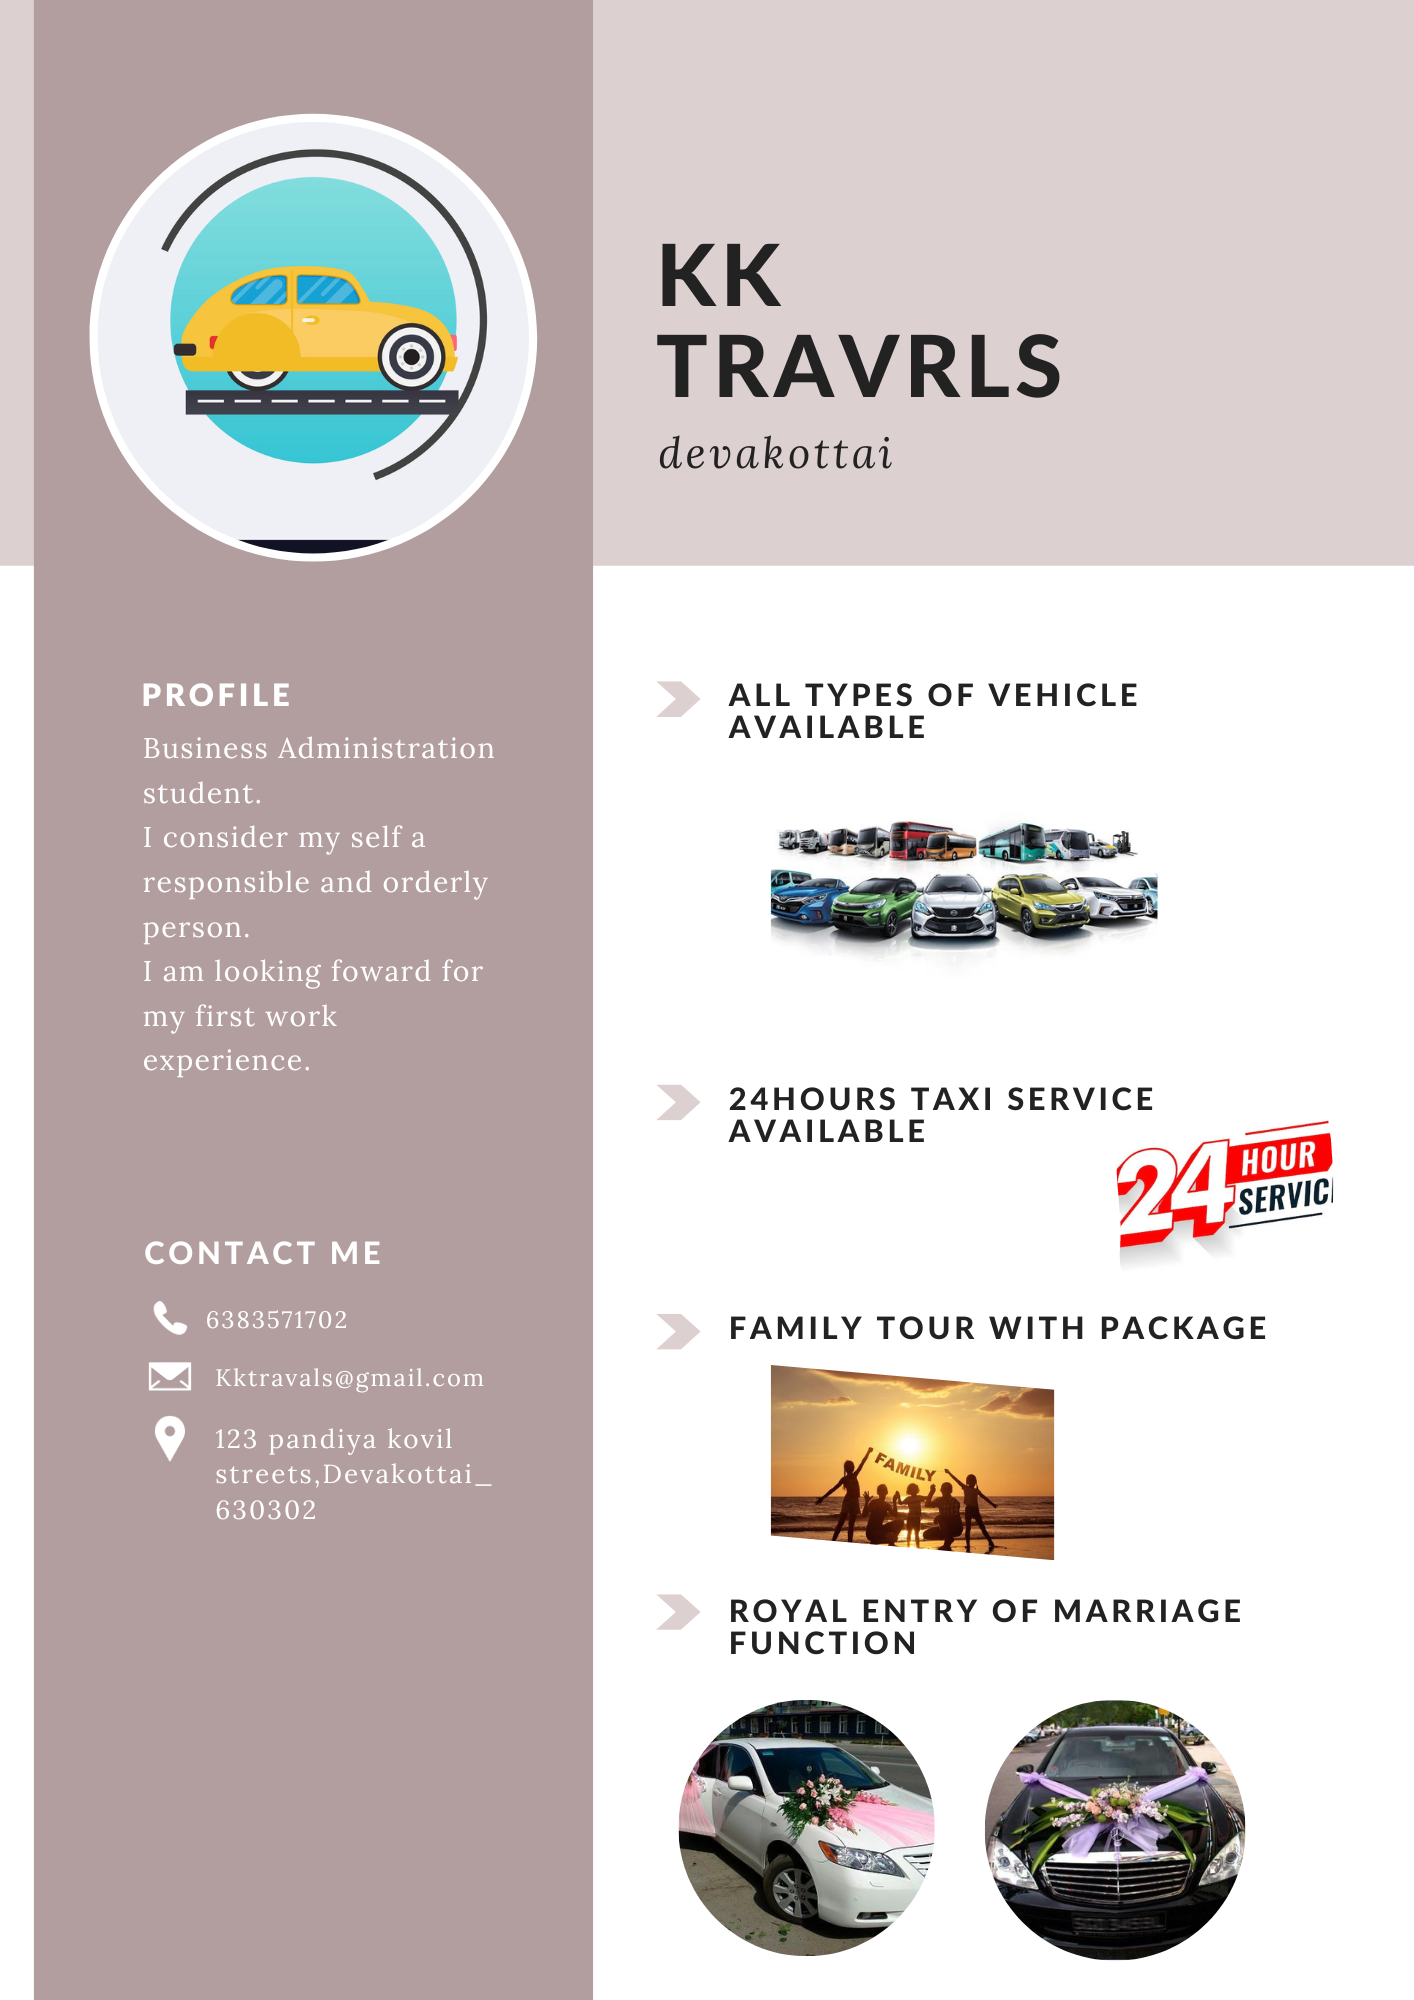 KK
TRAVRLS
devakottai
PROFILE
Business Administration
student.
I consider my self a
responsible and orderly
person.
I am looking foward for
my first work
experience.
CONTACT ME
6383571702
Kktravals@gmail.com
123 pandiya kovil
streets,Devakottai_
630302
ALL TYPES OF VEHICLE
AVAILABLE
24HOURS TAXI SERVICE
AVAILABLE
24 HOUR
SERVIC
FAMILY TOUR WITH PACKAGE
FAMILY
ROYAL ENTRY OF MARRIAGE
FUNCTION